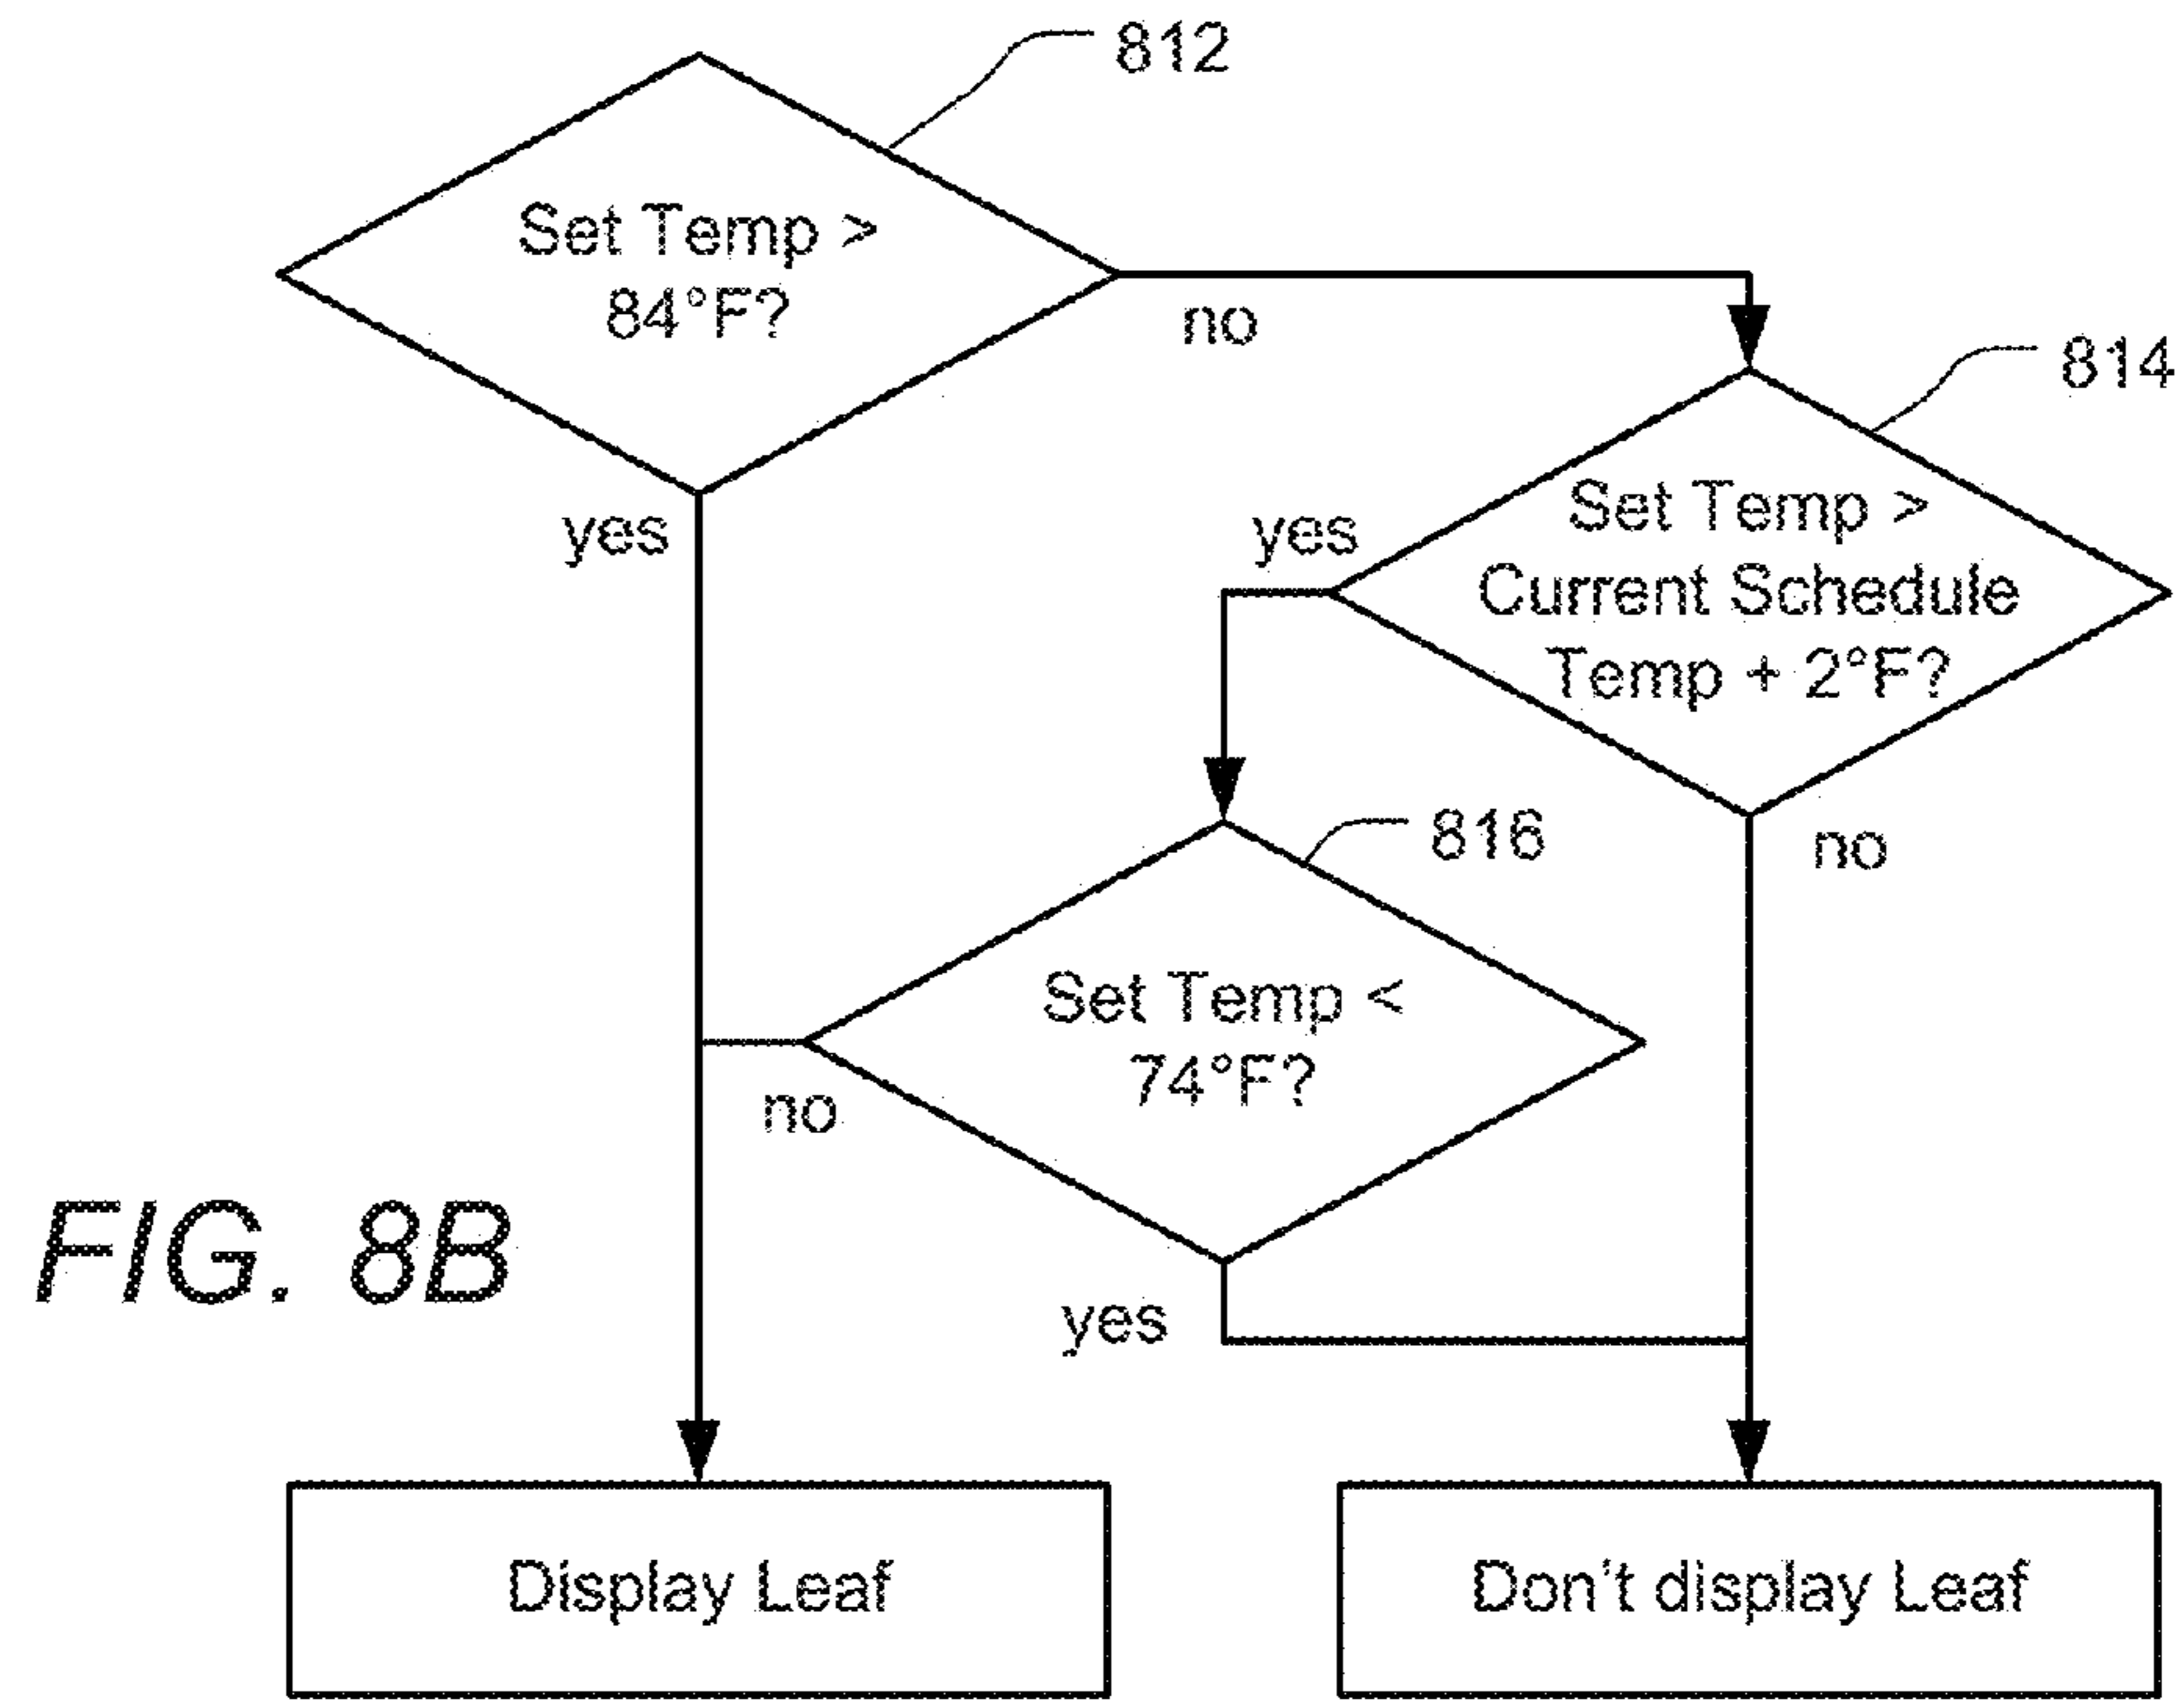 812
Set Temp >
84°F?
no
814
yes
Set Temp >
Current Schedule
Temp + 2°F?
yes
816
no
Set Temp <
74°F?
no
FIG. 8B
yes
Display Leaf
Don't display Leaf